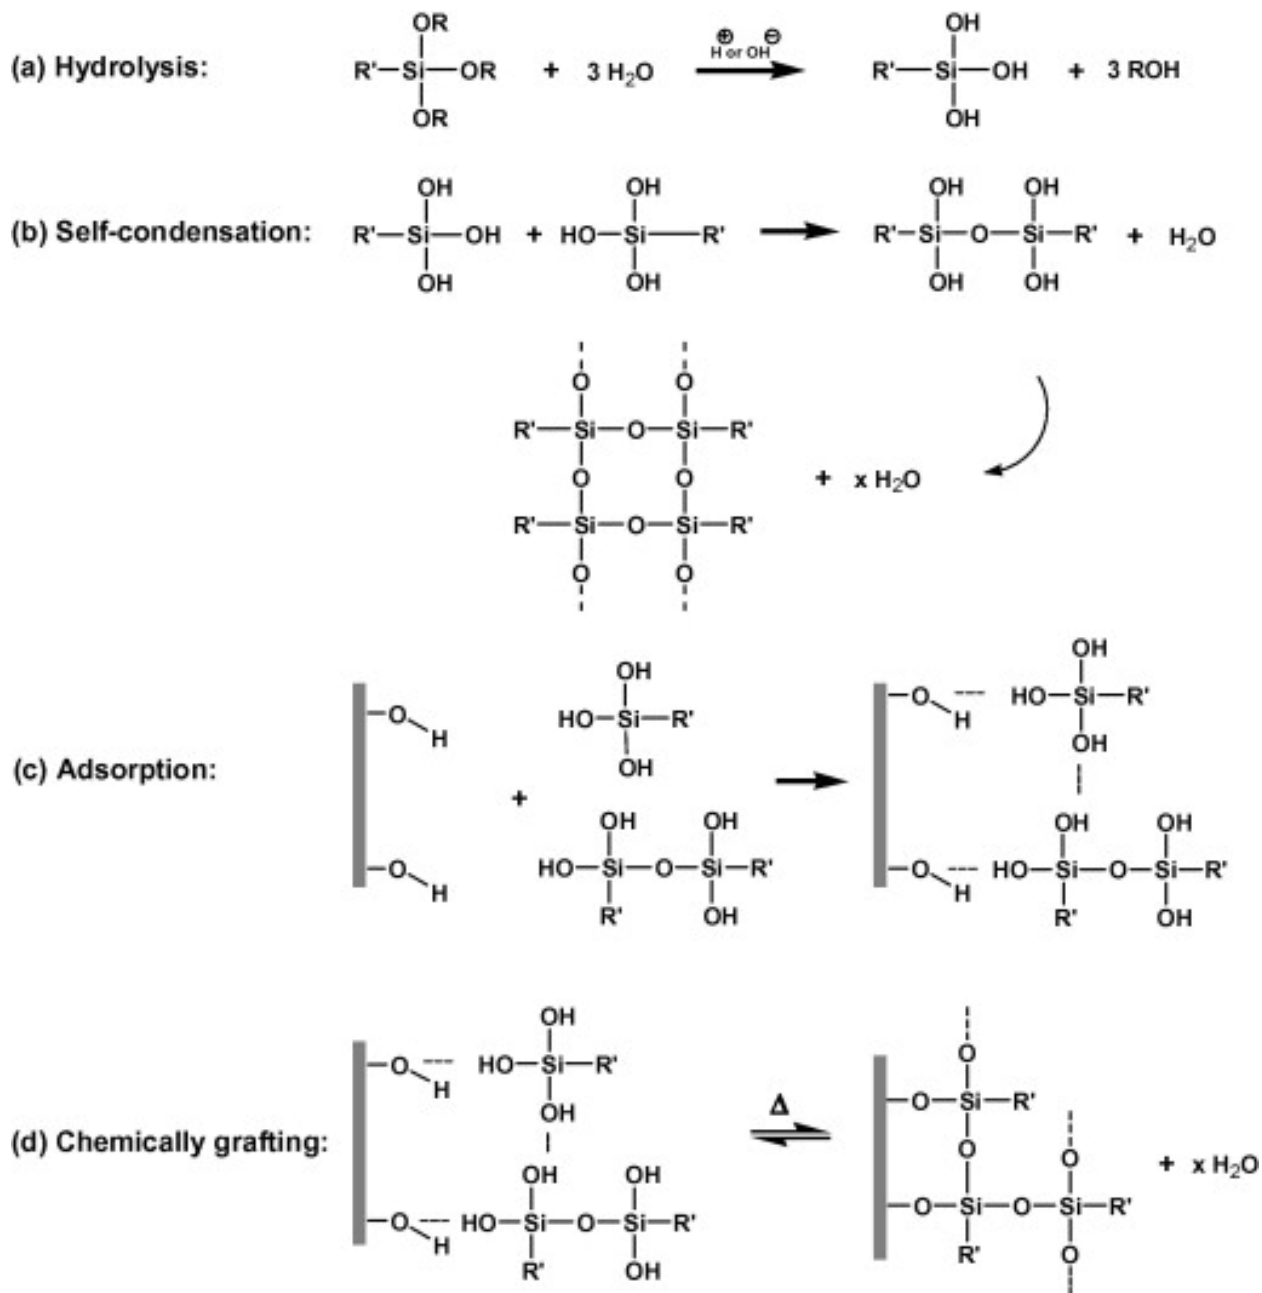 OR
(a) Hydrolysis: R'—Si—OR + 3 H₂O H or OH R'—Si—OH + 3 ROH
⊕ ⊖
OH
OR OH
OH OH OH OH
(b) Self-condensation: R'—Si—OH + HO—Si—R' R'—Si—O—Si—R' + H₂O
OH OH OH OH
O O
R'—Si—O—Si—R'
O O + x H₂O
R'—Si—O—Si—R'
O O
OH OH
O HO—Si—R' O --- HO—Si—R'
H OH H OH
(c) Adsorption: +
OH OH OH OH
O HO—Si—O—Si—R' O --- HO—Si—O—Si—R'
H R' OH H R' OH
OH O
O --- HO—Si—R' O—Si—R'
H OH Δ O O
(d) Chemically grafting: OH OH + x H₂O
O --- HO—Si—O—Si—R' O—Si—O—Si—R'
H R' OH R' O